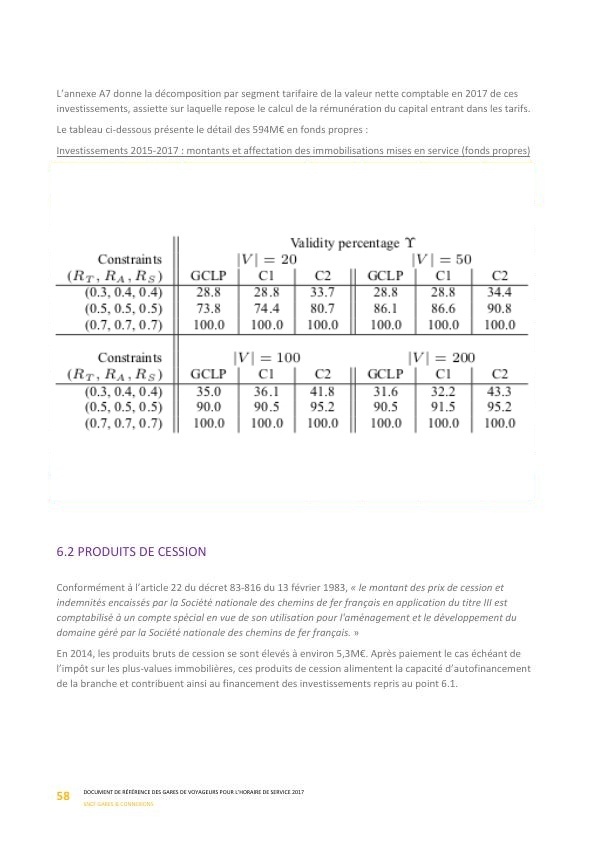 L'annexe A7 donne la décomposition par segment tarifaire de la valeur nette comptable en 2017 de ces
investissements, assiette sur laquelle repose le calcul de la rémunération du capital entrant dans les tarifs.
Le tableau ci-dessous présente le détail des 594M€ en fonds propres :
Investissements 2015-2017 : montants et affectation des immobilisations mises en service (fonds propres)
Validity percentage ϒ
Constraints |V| = 20 |V| = 50
(R_T, R_A, R_S) GCLP C1 C2 GCLP C1 C2
(0.3, 0.4, 0.4) 28.8 28.8 33.7 28.8 28.8 34.4
(0.5, 0.5, 0.5) 73.8 74.4 80.7 86.1 86.6 90.8
(0.7, 0.7, 0.7) 100.0 100.0 100.0 100.0 100.0 100.0
Constraints |V| = 100 |V| = 200
(R_T, R_A, R_S) GCLP C1 C2 GCLP C1 C2
(0.3, 0.4, 0.4) 35.0 36.1 41.8 31.6 32.2 43.3
(0.5, 0.5, 0.5) 90.0 90.5 95.2 90.5 91.5 95.2
(0.7, 0.7, 0.7) 100.0 100.0 100.0 100.0 100.0 100.0
6.2 PRODUITS DE CESSION
Conformément à l'article 22 du décret 83-816 du 13 février 1983, « le montant des prix de cession et
indemnités encaissés par la Société nationale des chemins de fer français en application du titre III est
comptabilisé à un compte spécial en vue de son utilisation pour l'aménagement et le développement du
domaine géré par la Société nationale des chemins de fer français. »
En 2014, les produits bruts de cession se sont élevés à environ 5,3M€. Après paiement le cas échéant de
l'impôt sur les plus-values immobilières, ces produits de cession alimentent la capacité d'autofinancement
de la branche et contribuent ainsi au financement des investissements repris au point 6.1.
58 DOCUMENT DE RÉFÉRENCE DES GARES DE VOYAGEURS POUR L'HORAIRE DE SERVICE 2017
SNCF GARES & CONNEXIONS